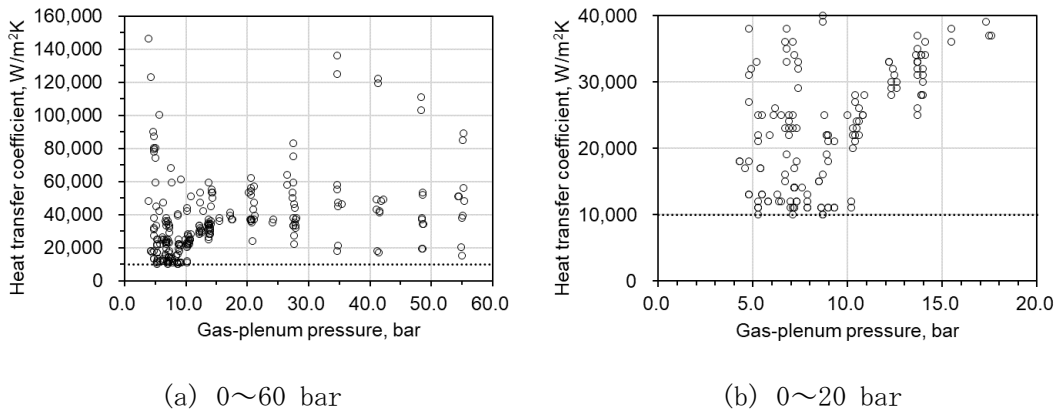 Heat transfer coefficient, W/m²K
160,000
140,000
120,000
100,000
80,000
60,000
40,000
20,000
0
0.0 10.0 20.0 30.0 40.0 50.0 60.0
Gas-plenum pressure, bar
(a) 0～60 bar
Heat transfer coefficient, W/m²K
40,000
30,000
20,000
10,000
0
0.0 5.0 10.0 15.0 20.0
Gas-plenum pressure, bar
(b) 0～20 bar